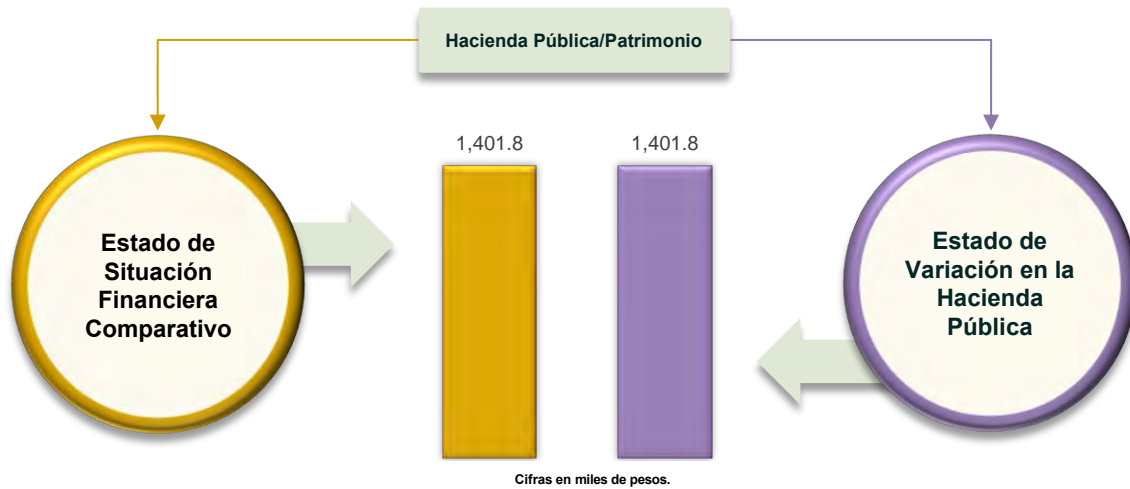 Hacienda Pública/Patrimonio
1,401.8
1,401.8
Estado de
Situación
Financiera
Comparativo
Estado de
Variación en la
Hacienda
Pública
Cifras en miles de pesos.